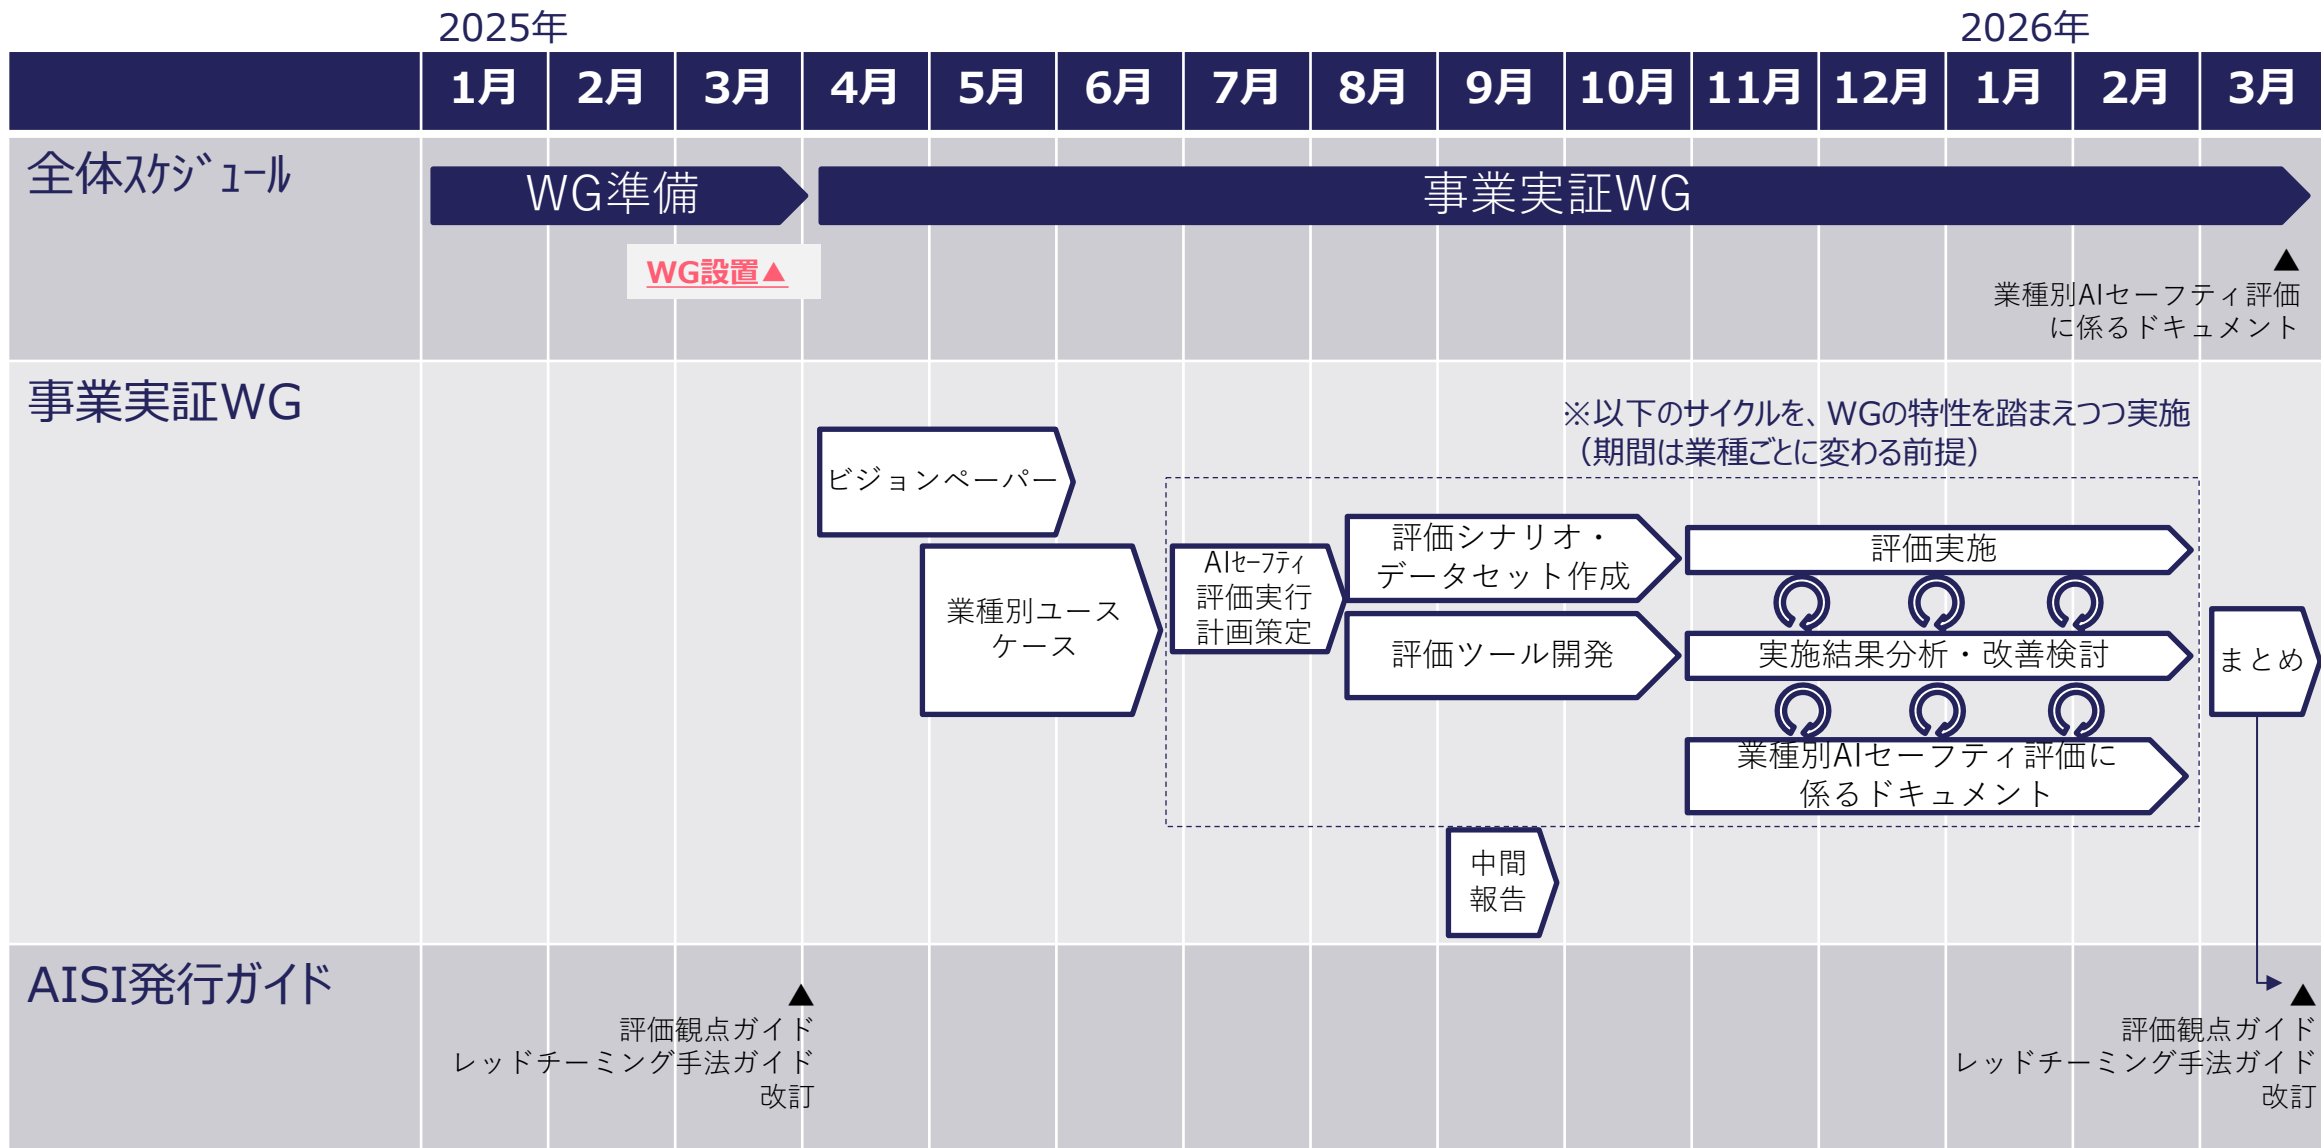 2025年
2026年
1月 2月 3月 4月 5月 6月 7月 8月 9月 10月 11月 12月 1月 2月 3月
全体ｽｹｼﾞｭｰﾙ
WG準備
事業実証WG
WG設置▲
▲
業種別AIセーフティ評価
に係るドキュメント
事業実証WG
※以下のサイクルを、WGの特性を踏まえつつ実施
（期間は業種ごとに変わる前提）
ビジョンペーパー
業種別ユース
ケース
AIｾｰﾌﾃｨ
評価実行
計画策定
評価シナリオ・
データセット作成
評価ツール開発
評価実施
実施結果分析・改善検討
業種別AIセーフティ評価に
係るドキュメント
まとめ
中間
報告
AISI発行ガイド
▲
評価観点ガイド
レッドチーミング手法ガイド
改訂
▲
評価観点ガイド
レッドチーミング手法ガイド
改訂